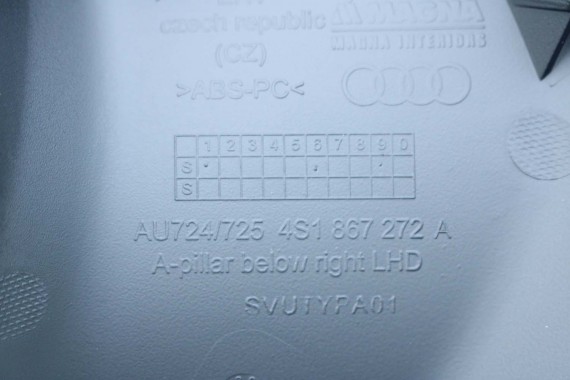 czech republic
MAGNA
(CZ)
MAGNA INTERIORS
>ABS-PC<
1 2 3 4 5 6 7 8 9 0
S
S
AU724/725 4S1 867 272 A
A-pillar below right LHD
SVUTYPA01